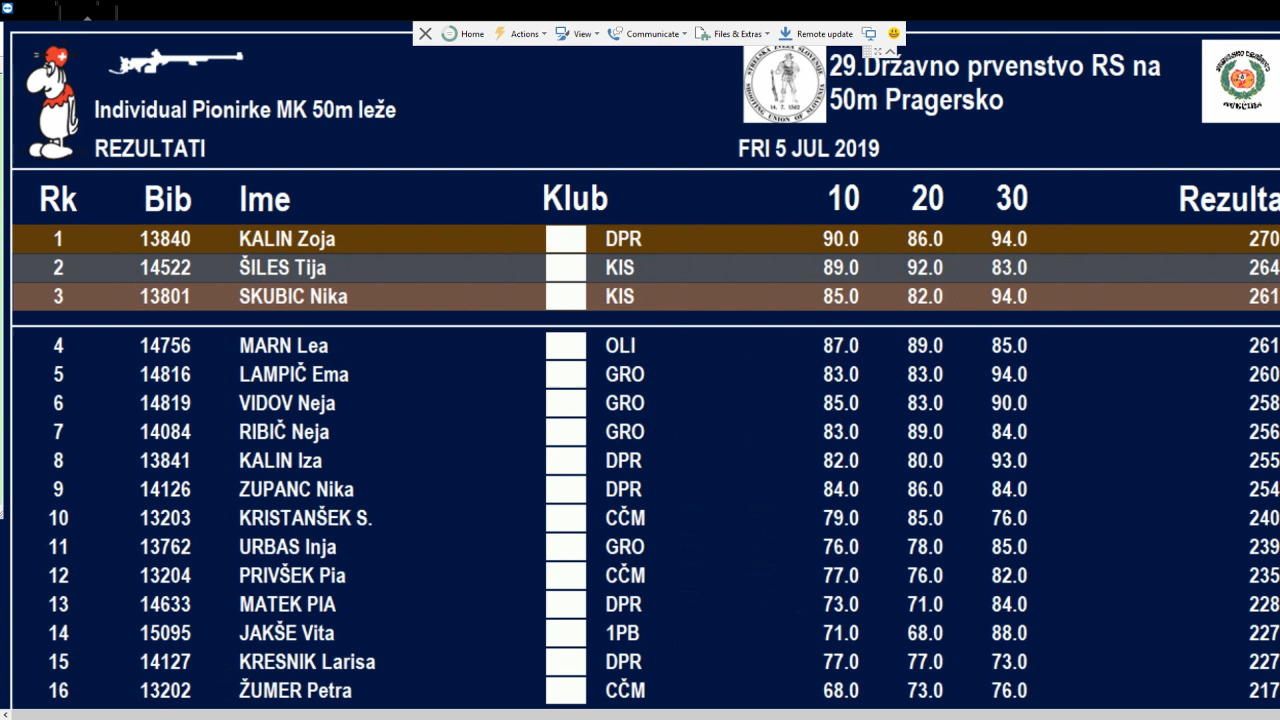 Home Actions View Communicate Files & Extras Remote update
29.Državno prvenstvo RS na
50m Pragersko
Individual Pionirke MK 50m leže
REZULTATI FRI 5 JUL 2019
Rk Bib Ime Klub 10 20 30 Rezulta
1 13840 KALIN Zoja DPR 90.0 86.0 94.0 270
2 14522 ŠILES Tija KIS 89.0 92.0 83.0 264
3 13801 SKUBIC Nika KIS 85.0 82.0 94.0 261
4 14756 MARN Lea OLI 87.0 89.0 85.0 261
5 14816 LAMPIČ Ema GRO 83.0 83.0 94.0 260
6 14819 VIDOV Neja GRO 85.0 83.0 90.0 258
7 14084 RIBIČ Neja GRO 83.0 89.0 84.0 256
8 13841 KALIN Iza DPR 82.0 80.0 93.0 255
9 14126 ZUPANC Nika DPR 84.0 86.0 84.0 254
10 13203 KRISTANŠEK S. CČM 79.0 85.0 76.0 240
11 13762 URBAS Inja GRO 76.0 78.0 85.0 239
12 13204 PRIVŠEK Pia CČM 77.0 76.0 82.0 235
13 14633 MATEK PIA DPR 73.0 71.0 84.0 228
14 15095 JAKŠE Vita 1PB 71.0 68.0 88.0 227
15 14127 KRESNIK Larisa DPR 77.0 77.0 73.0 227
16 13202 ŽUMER Petra CČM 68.0 73.0 76.0 217